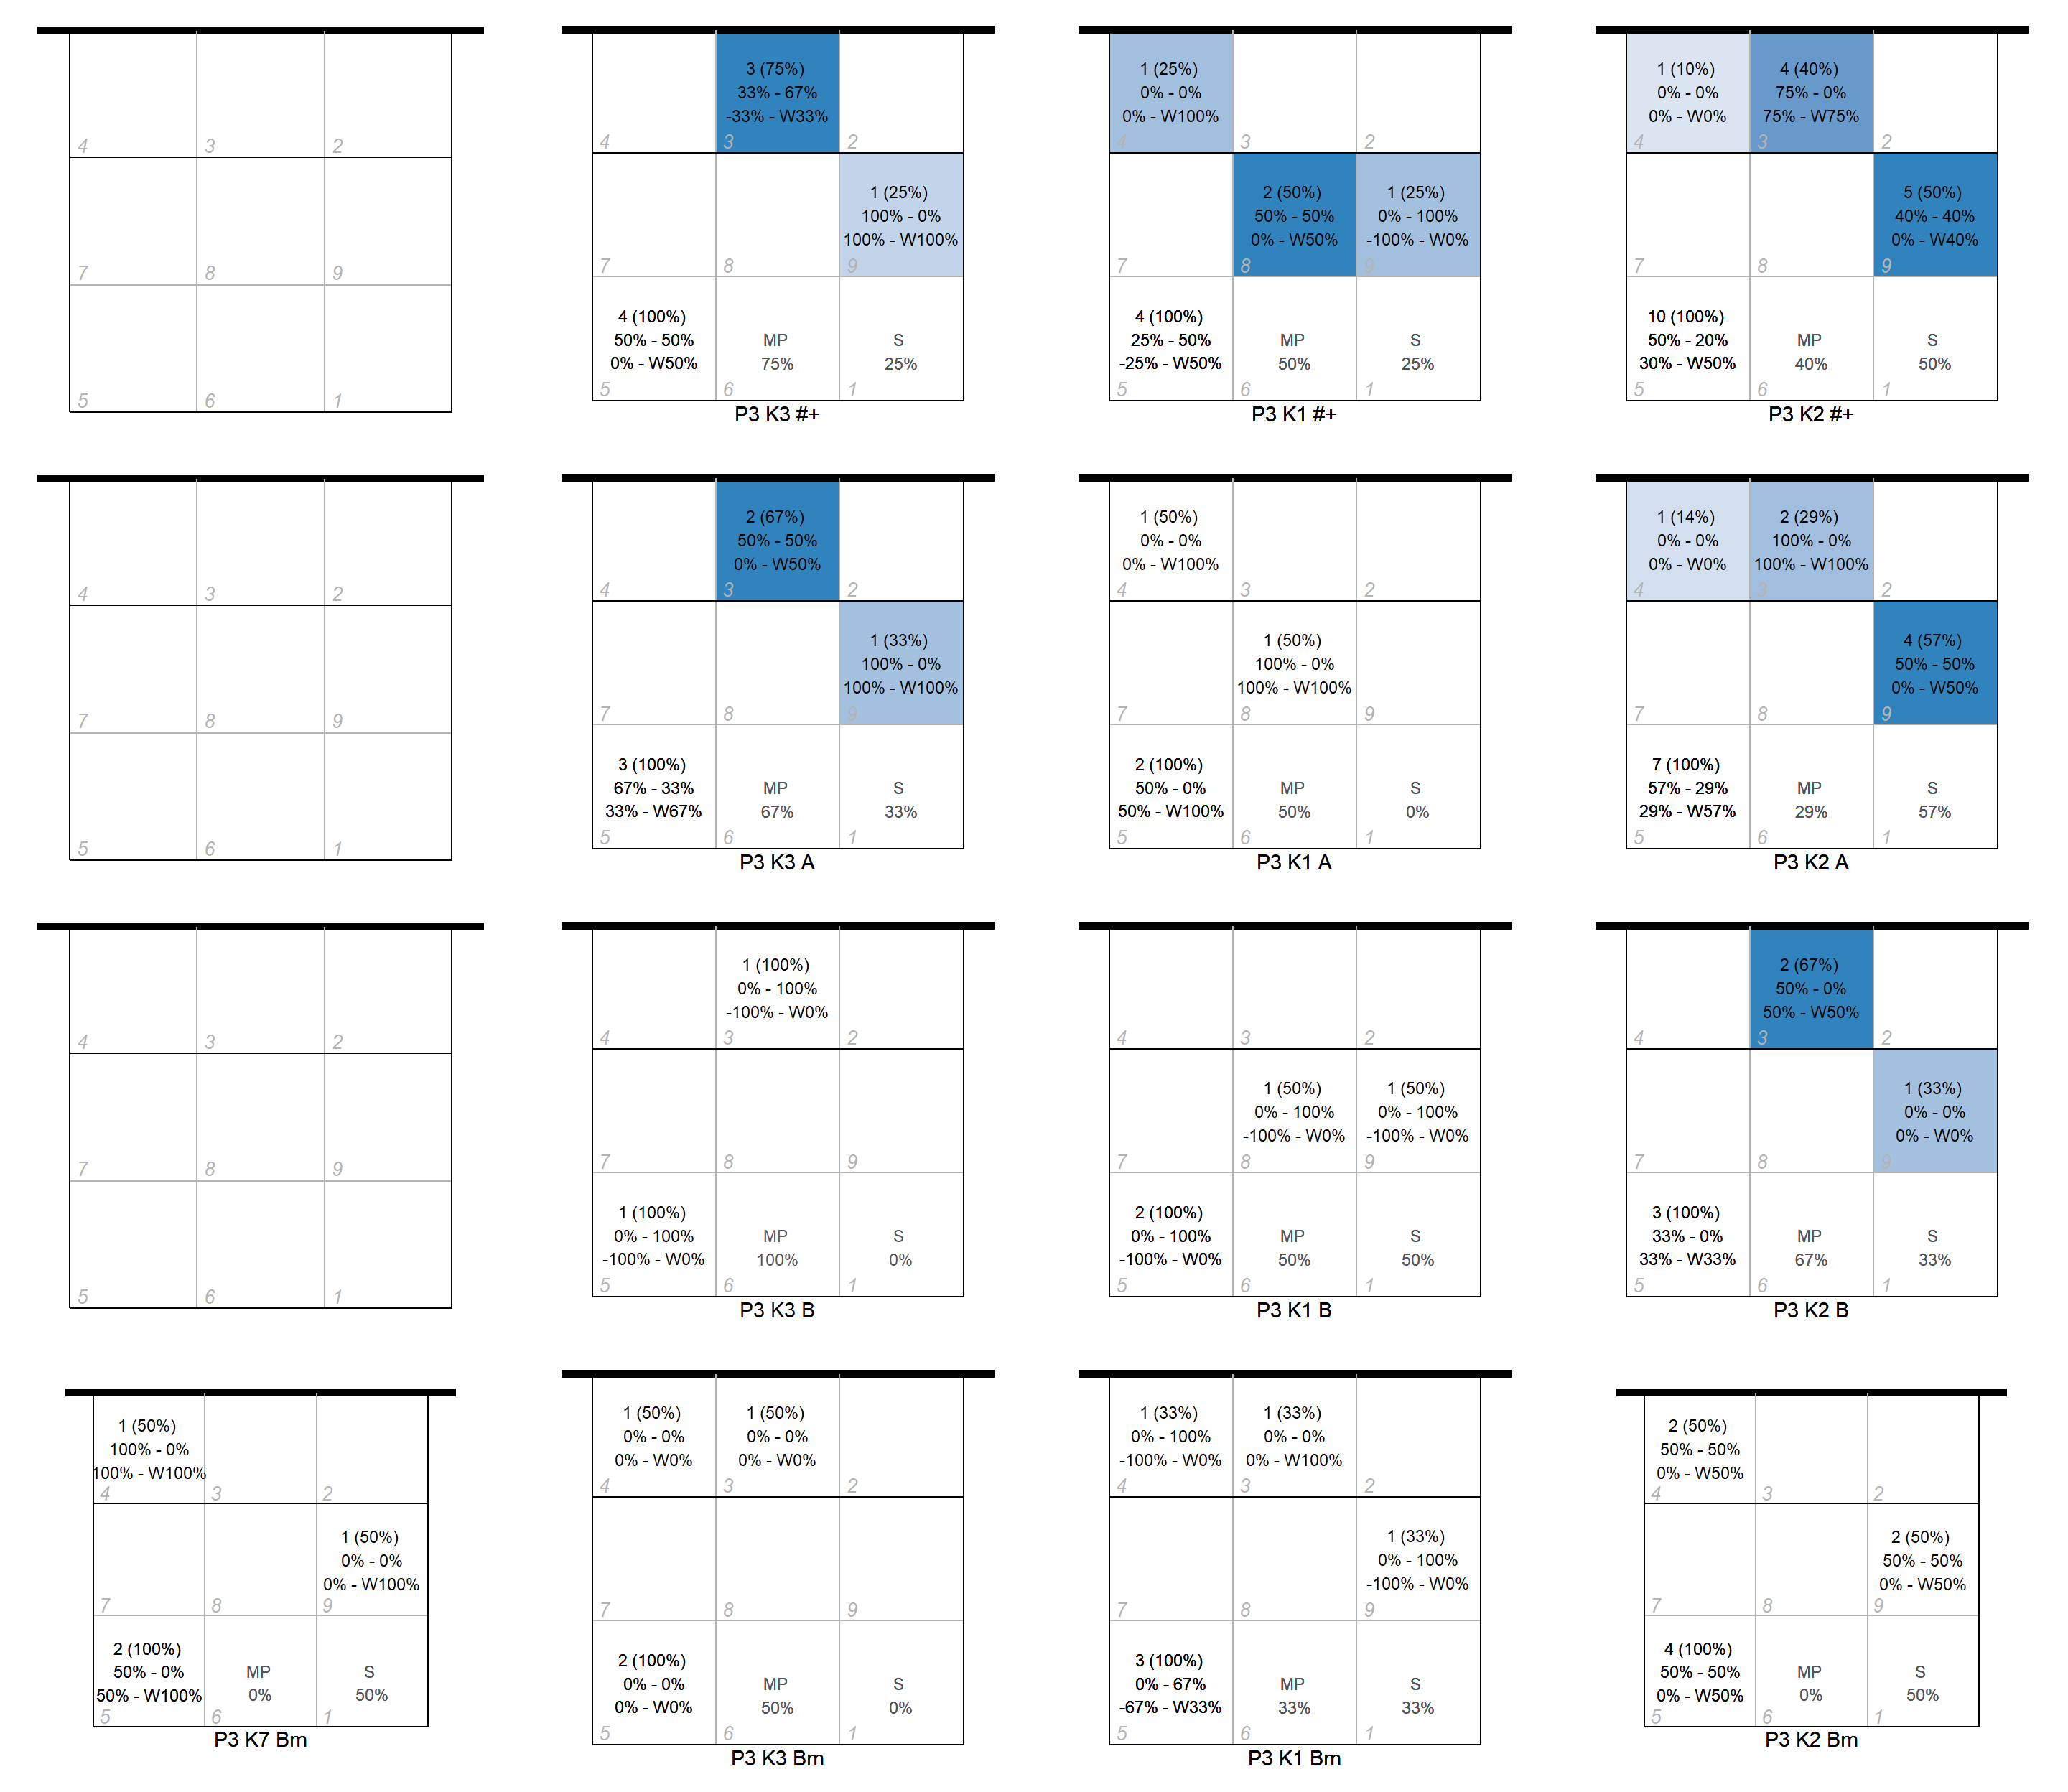 4
3
2
7
8
9
5
6
1
3 (75%)
33% - 67%
-33% - W33%
4
3
2
1 (25%)
100% - 0%
100% - W100%
7
8
9
4 (100%)
50% - 50%
0% - W50%
MP
75%
S
25%
5
6
1
P3 K3 #+
1 (25%)
0% - 0%
0% - W100%
4
3
2
2 (50%)
50% - 50%
0% - W50%
1 (25%)
0% - 100%
-100% - W0%
7
8
9
4 (100%)
25% - 50%
-25% - W50%
MP
50%
S
25%
5
6
1
P3 K1 #+
1 (10%)
0% - 0%
0% - W0%
4 (40%)
75% - 0%
75% - W75%
4
3
2
5 (50%)
40% - 40%
0% - W40%
7
8
9
10 (100%)
50% - 20%
30% - W50%
MP
40%
S
50%
5
6
1
P3 K2 #+
4
3
2
7
8
9
5
6
1
2 (67%)
50% - 50%
0% - W50%
4
3
2
1 (33%)
100% - 0%
100% - W100%
7
8
9
3 (100%)
67% - 33%
33% - W67%
MP
67%
S
33%
5
6
1
P3 K3 A
1 (50%)
0% - 0%
0% - W100%
4
3
2
1 (50%)
100% - 0%
100% - W100%
7
8
9
2 (100%)
50% - 0%
50% - W100%
MP
50%
S
0%
5
6
1
P3 K1 A
1 (14%)
0% - 0%
0% - W0%
2 (29%)
100% - 0%
100% - W100%
4
3
2
4 (57%)
50% - 50%
0% - W50%
7
8
9
7 (100%)
57% - 29%
29% - W57%
MP
29%
S
57%
5
6
1
P3 K2 A
4
3
2
7
8
9
5
6
1
1 (100%)
0% - 100%
-100% - W0%
4
3
2
7
8
9
1 (100%)
0% - 100%
-100% - W0%
MP
100%
S
0%
5
6
1
P3 K3 B
4
3
2
1 (50%)
0% - 100%
-100% - W0%
1 (50%)
0% - 100%
-100% - W0%
7
8
9
2 (100%)
0% - 100%
-100% - W0%
MP
50%
S
50%
5
6
1
P3 K1 B
2 (67%)
50% - 0%
50% - W50%
4
3
2
1 (33%)
0% - 0%
0% - W0%
7
8
9
3 (100%)
33% - 0%
33% - W33%
MP
67%
S
33%
5
6
1
P3 K2 B
1 (50%)
100% - 0%
100% - W100%
4
3
2
1 (50%)
0% - 0%
0% - W100%
7
8
9
2 (100%)
50% - 0%
50% - W100%
MP
0%
S
50%
5
6
1
P3 K7 Bm
1 (50%)
0% - 0%
0% - W0%
1 (50%)
0% - 0%
0% - W0%
4
3
2
7
8
9
2 (100%)
0% - 0%
0% - W0%
MP
50%
S
0%
5
6
1
P3 K3 Bm
1 (33%)
0% - 100%
-100% - W0%
1 (33%)
0% - 0%
0% - W100%
4
3
2
1 (33%)
0% - 100%
-100% - W0%
7
8
9
3 (100%)
0% - 67%
-67% - W33%
MP
33%
S
33%
5
6
1
P3 K1 Bm
2 (50%)
50% - 50%
0% - W50%
4
3
2
2 (50%)
50% - 50%
0% - W50%
7
8
9
4 (100%)
50% - 50%
0% - W50%
MP
0%
S
50%
5
6
1
P3 K2 Bm